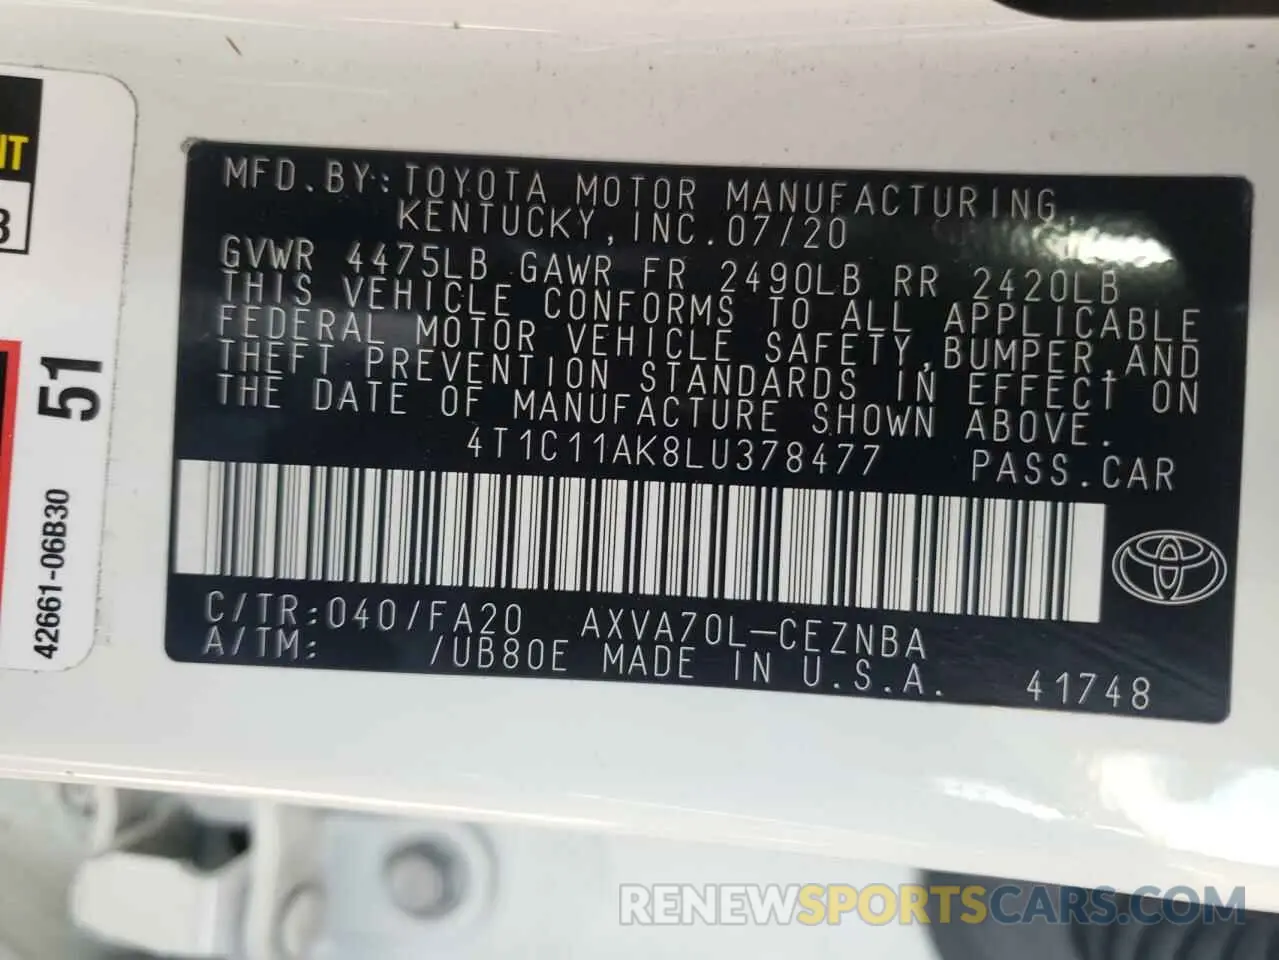 NT
3
51
42661-06B30
MFD.BY:TOYOTA MOTOR MANUFACTURING,
KENTUCKY,INC.07/20
GVWR 4475LB GAWR FR 2490LB RR 2420LB
THIS VEHICLE CONFORMS TO ALL APPLICABLE
FEDERAL MOTOR VEHICLE SAFETY,BUMPER,AND
THEFT PREVENTION STANDARDS IN EFFECT ON
THE DATE OF MANUFACTURE SHOWN ABOVE.
4T1C11AK8LU378477 PASS.CAR
C/TR:040/FA20 AXVA70L-CEZNBA
A/TM: /UB80E MADE IN U.S.A. 41748
RENEWSPORTSCARS.COM